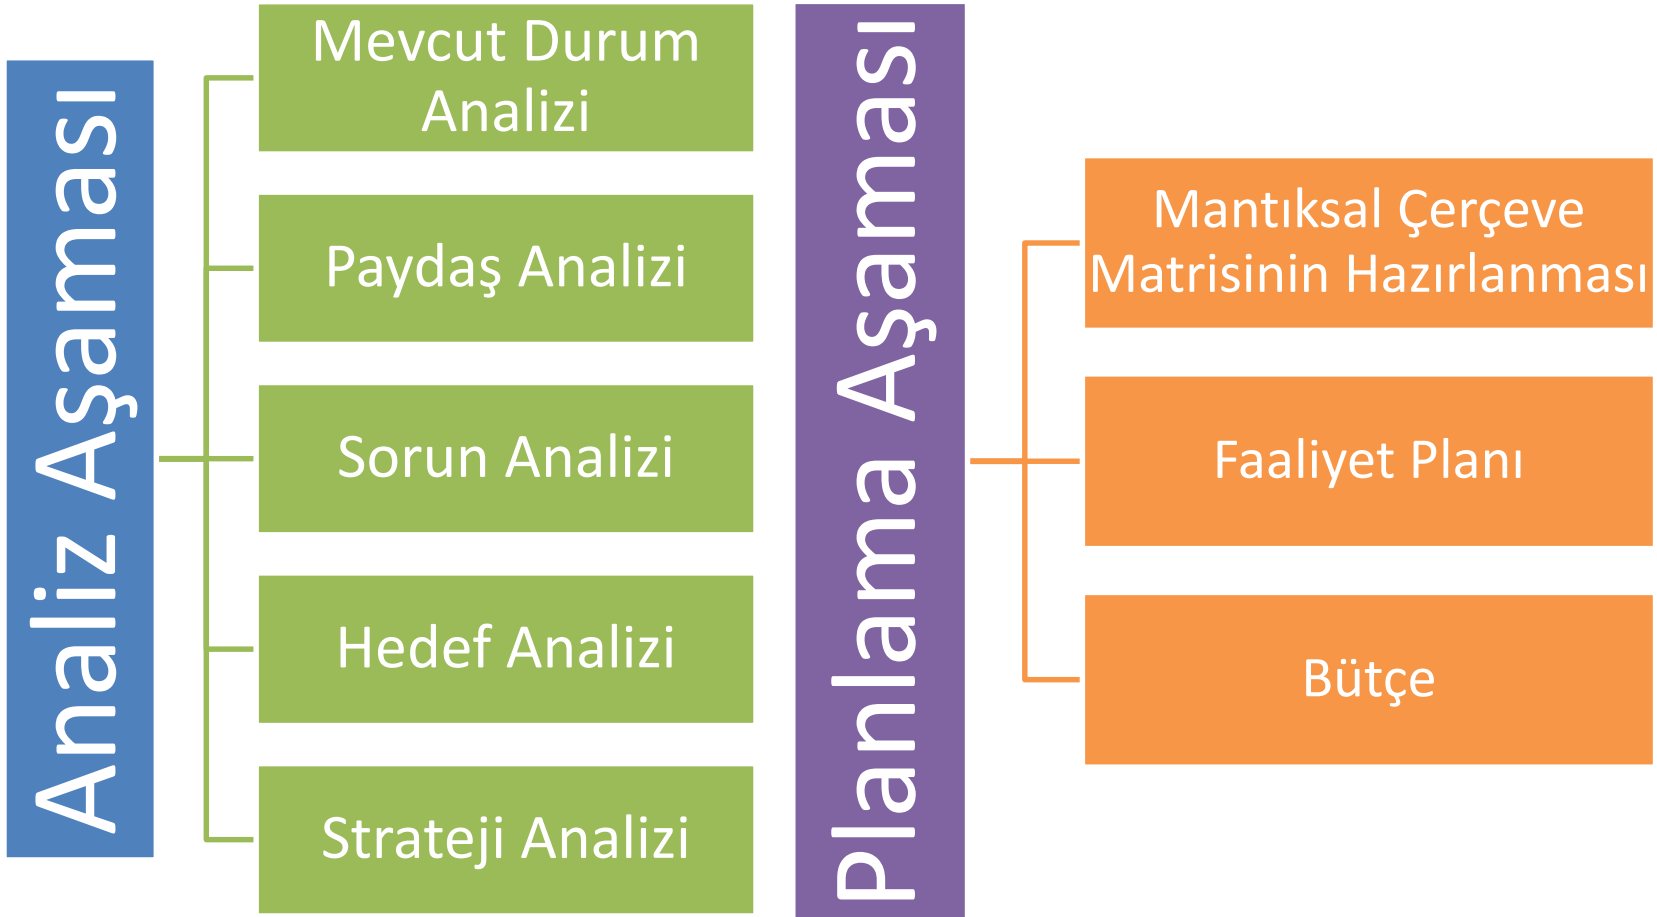 Analiz Aşaması
Mevcut Durum
Analizi
Paydaş Analizi
Sorun Analizi
Hedef Analizi
Strateji Analizi
Planlama Aşaması
Mantıksal Çerçeve
Matrisinin Hazırlanması
Faaliyet Planı
Bütçe